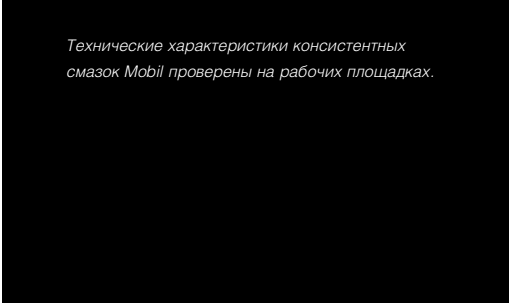 Технические характеристики консистентных
смазок Mobil проверены на рабочих площадках.